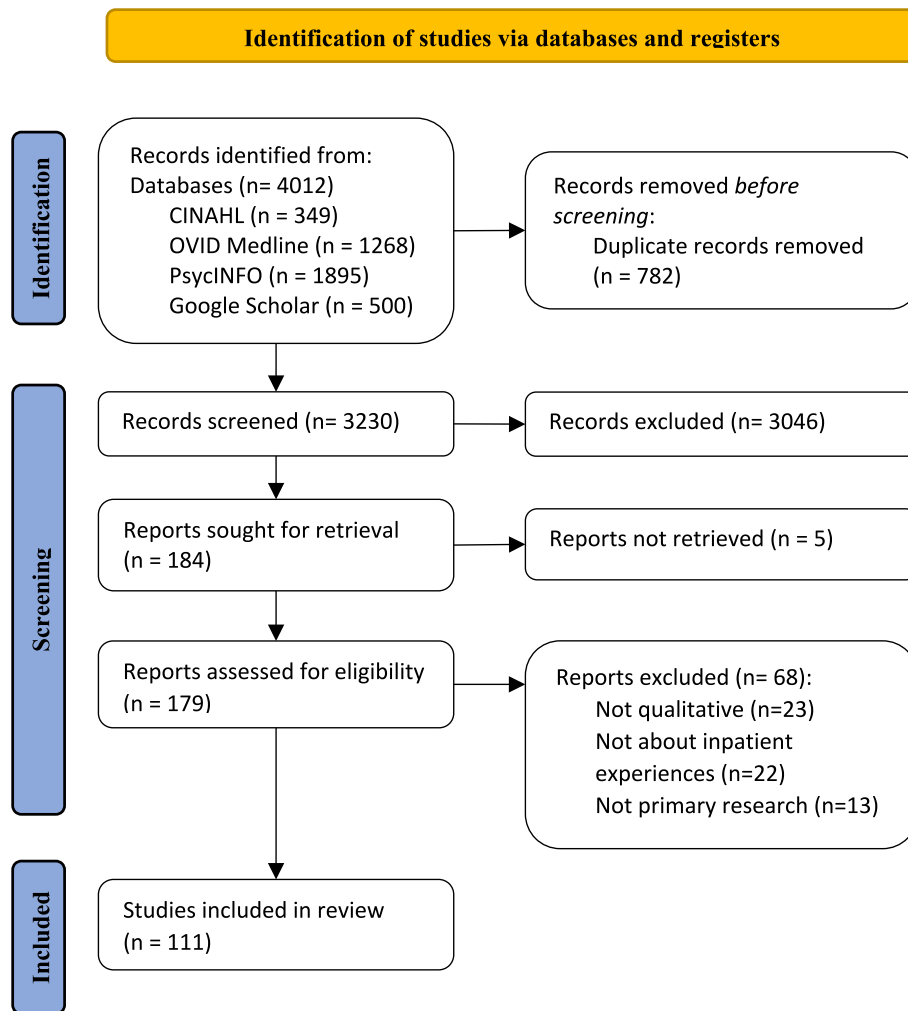 Identification of studies via databases and registers
Identification
Records identified from:
Databases (n= 4012)
CINAHL (n = 349)
OVID Medline (n = 1268)
PsycINFO (n = 1895)
Google Scholar (n = 500)
Records removed before
screening:
Duplicate records removed
(n = 782)
Screening
Records screened (n= 3230)
Records excluded (n= 3046)
Reports sought for retrieval
(n = 184)
Reports not retrieved (n = 5)
Reports assessed for eligibility
(n = 179)
Reports excluded (n= 68):
Not qualitative (n=23)
Not about inpatient
experiences (n=22)
Not primary research (n=13)
Included
Studies included in review
(n = 111)